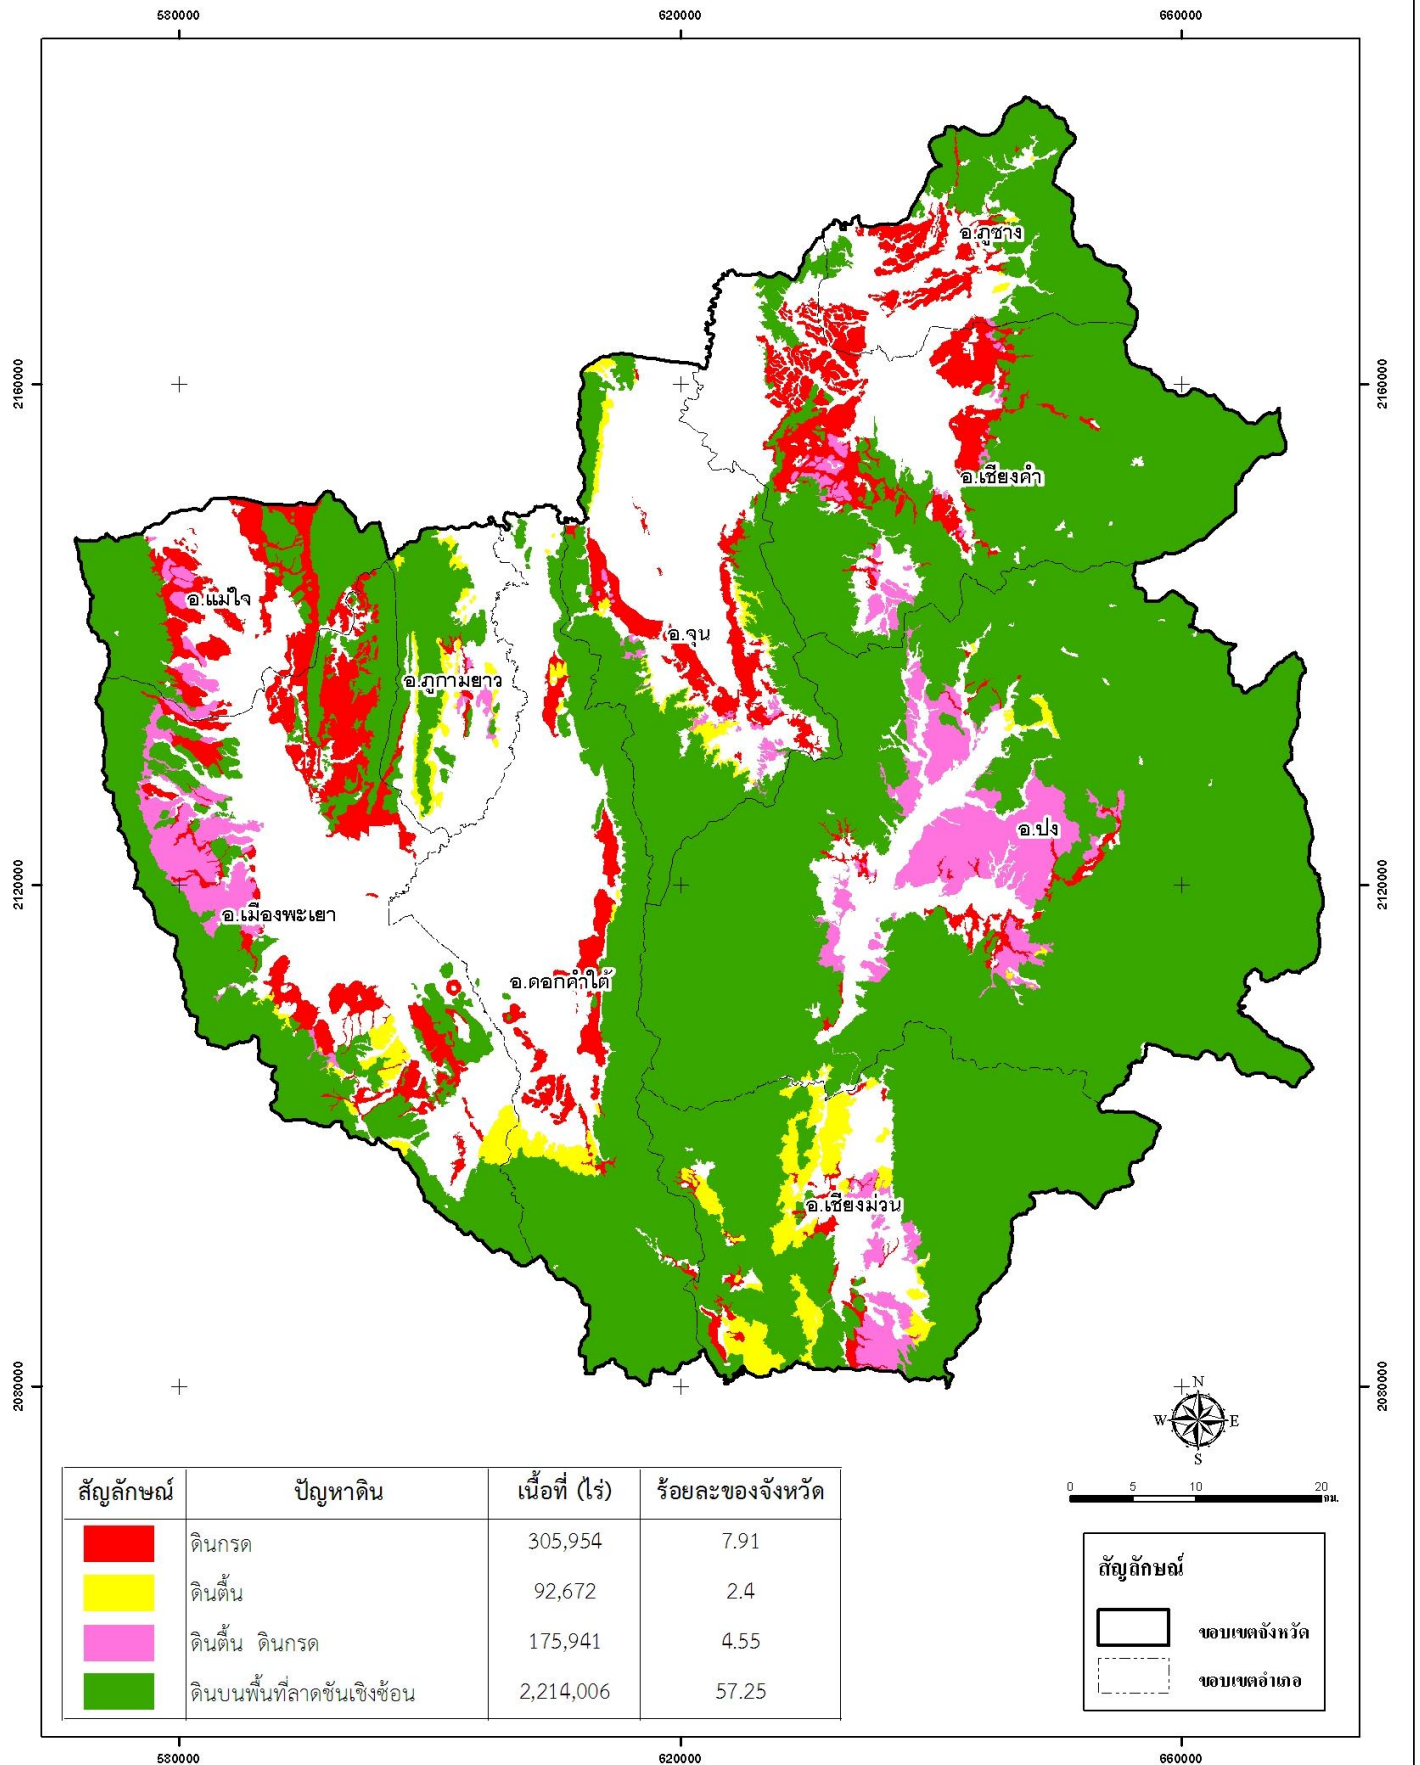 580000 620000 660000
อ.ภูซาง
2160000 2160000
อ.เชียงคำ
อ.แม่ใจ
อ.จุน
อ.ภูกามยาว
อ.ปง
2120000 2120000
อ.เมืองพะเยา
อ.ดอกคำใต้
อ.เชียงม่วน
2080000 2080000
N
W E
S
สัญลักษณ์ ปัญหาดิน เนื้อที่ (ไร่) ร้อยละของจังหวัด
ดินกรด 305,954 7.91
ดินตื้น 92,672 2.4
ดินตื้น ดินกรด 175,941 4.55
ดินบนพื้นที่ลาดชันเชิงซ้อน 2,214,006 57.25
0 5 10 20
กม.
สัญลักษณ์
ขอบเขตจังหวัด
ขอบเขตอำเภอ
580000 620000 660000